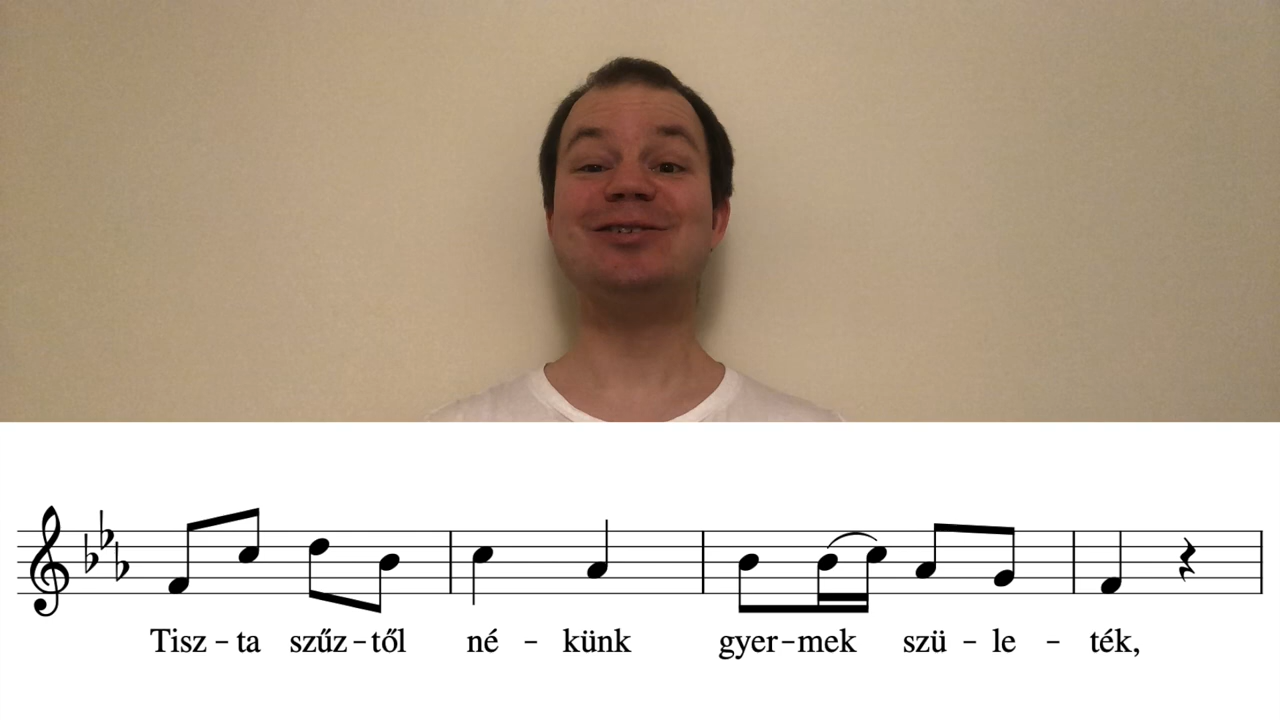 Tisz – ta szűz – től né – künk gyer – mek szü – le – ték,